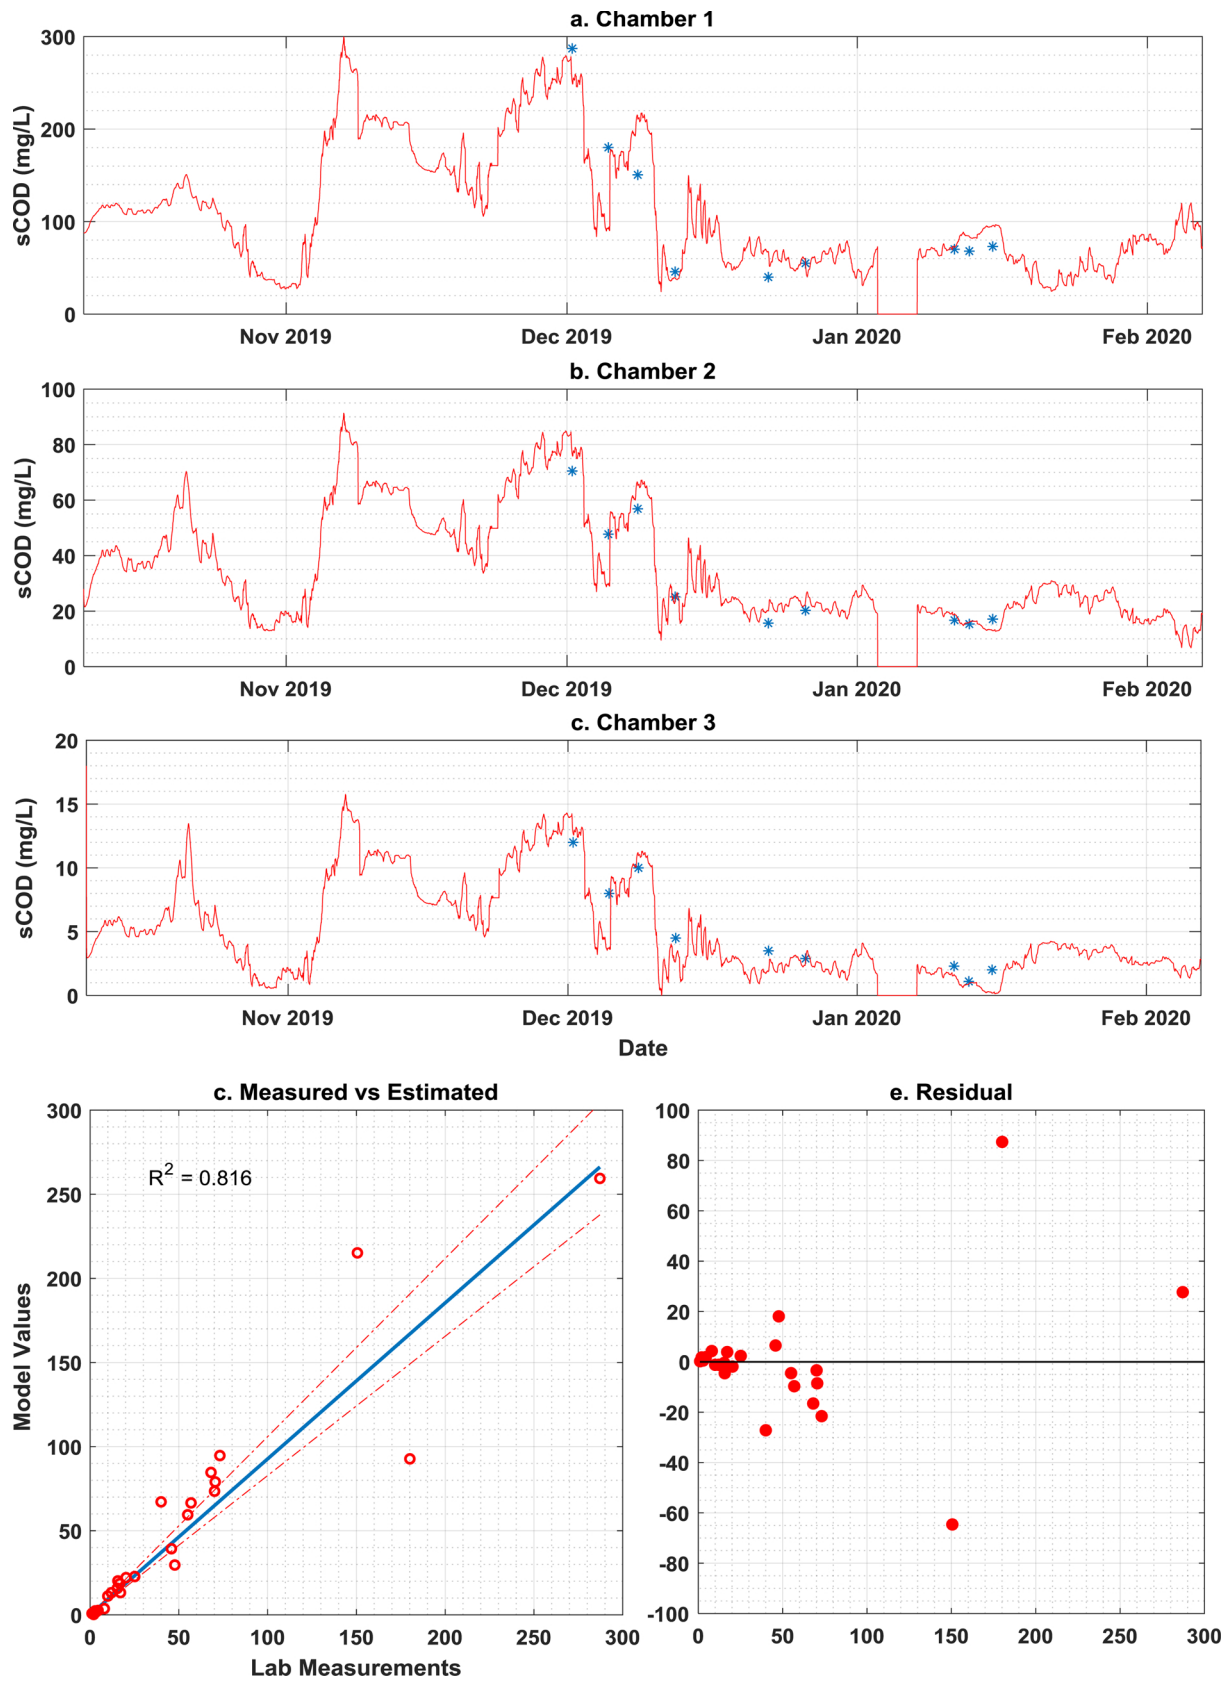 a. Chamber 1
300
200
100
0
sCOD (mg/L)
Nov 2019 Dec 2019 Jan 2020 Feb 2020
b. Chamber 2
100
80
60
40
20
0
sCOD (mg/L)
Nov 2019 Dec 2019 Jan 2020 Feb 2020
c. Chamber 3
20
15
10
5
0
sCOD (mg/L)
Nov 2019 Dec 2019 Jan 2020 Feb 2020
Date
c. Measured vs Estimated
R² = 0.816
300
250
200
150
100
50
0
Model Values
0 50 100 150 200 250 300
Lab Measurements
e. Residual
100
80
60
40
20
0
-20
-40
-60
-80
-100
0 50 100 150 200 250 300